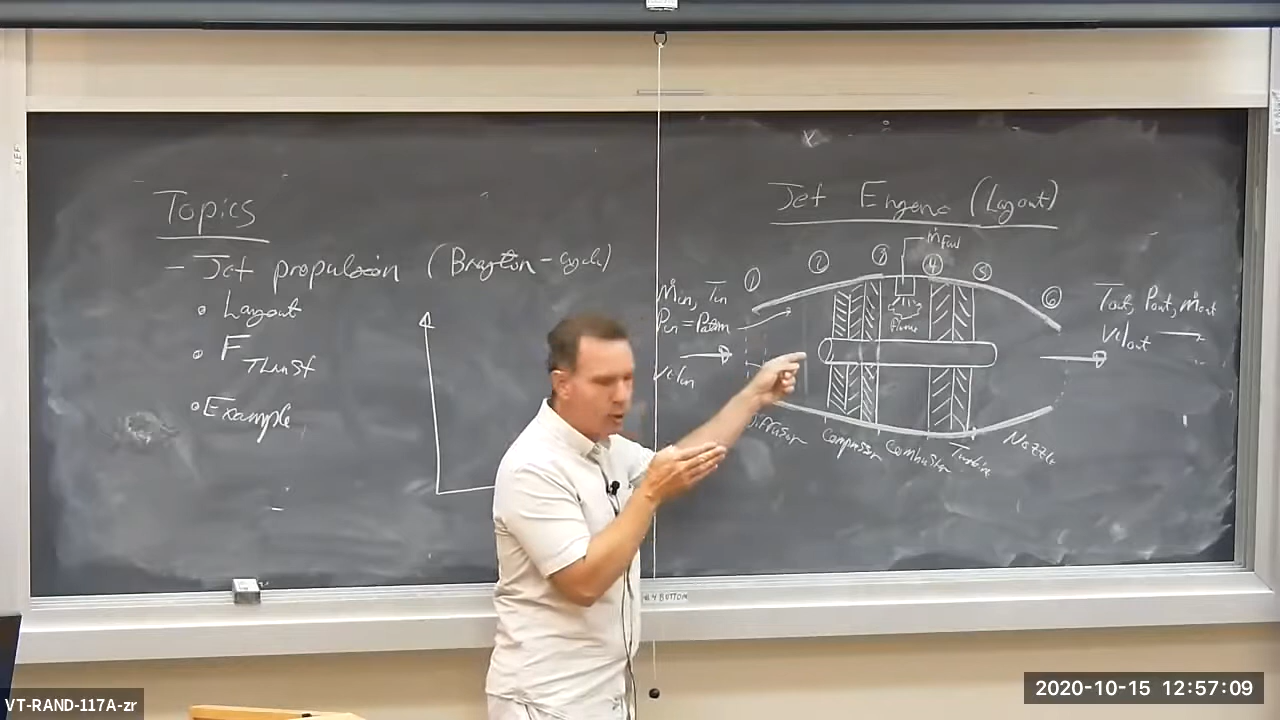 Topics
- Jet propulsion (Brayton-cycle)
• Layout
• F Thrust
• Example
Jet Engine (Layout)
ṁ Fuel
① ② ③ ④ ⑤ ⑥
ṁin, Tin
Pin = Patm
Velin
Flame
Tout, Pout, ṁout
Velout
Diffusor Compressor Combustor Turbine Nozzle
VT-RAND-117A-zr
2020-10-15 12:57:09